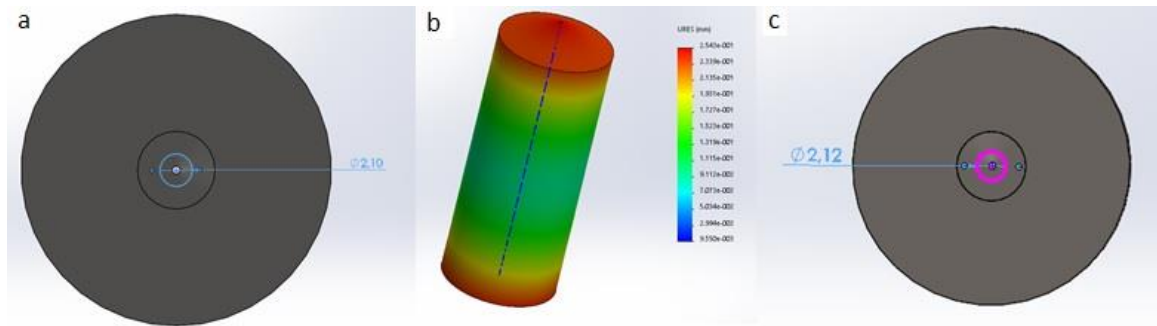 a
⌀2,10
b
URES (mm)
2.543e-001
2.339e-001
2.135e-001
1.931e-001
1.727e-001
1.523e-001
1.319e-001
1.115e-001
9.112e-002
7.073e-002
5.034e-002
2.994e-002
9.550e-003
c
⌀2,12